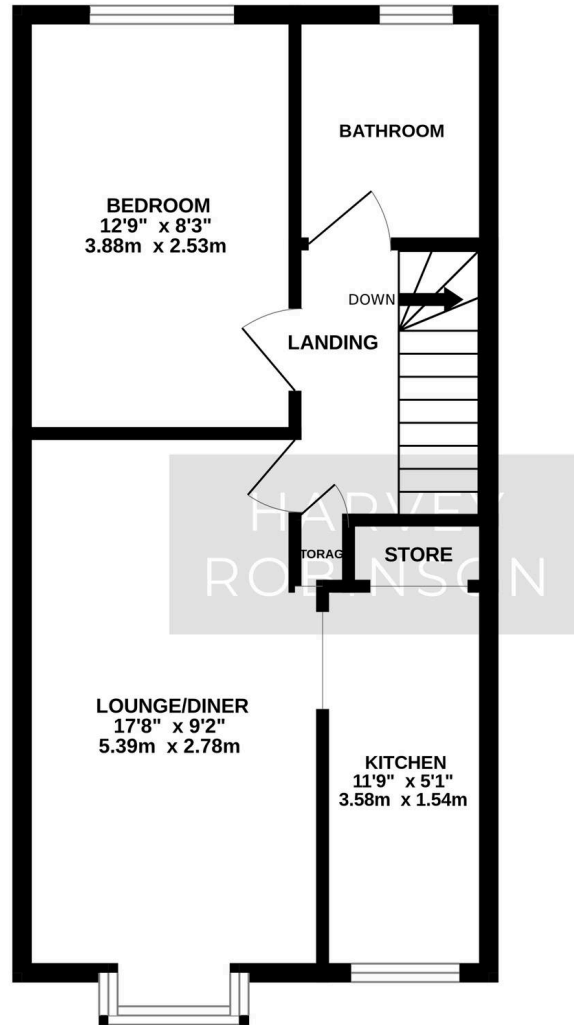 BATHROOM
BEDROOM
12'9" x 8'3"
3.88m x 2.53m
DOWN
LANDING
HARVEY
ROBINSON
TORAG
STORE
LOUNGE/DINER
17'8" x 9'2"
5.39m x 2.78m
KITCHEN
11'9" x 5'1"
3.58m x 1.54m